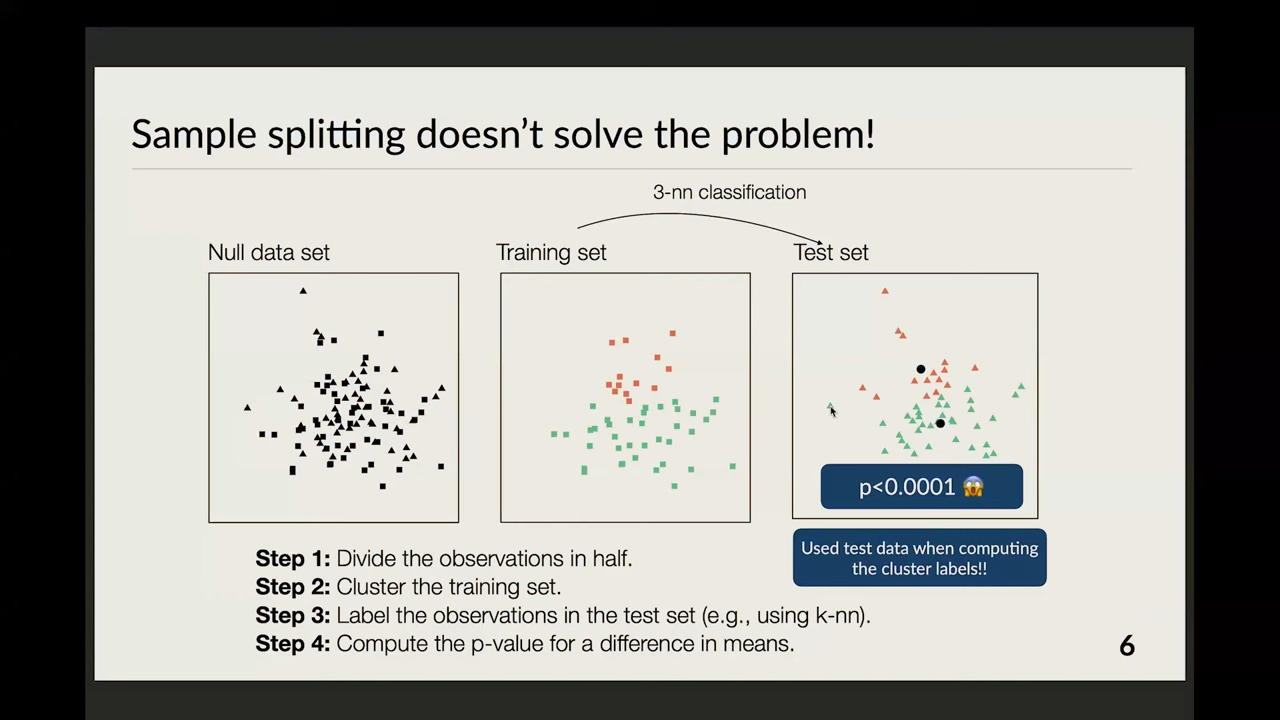 Sample splitting doesn't solve the problem!
3-nn classification
Null data set
Training set
Test set
p<0.0001 😱
Used test data when computing
the cluster labels!!
Step 1: Divide the observations in half.
Step 2: Cluster the training set.
Step 3: Label the observations in the test set (e.g., using k-nn).
Step 4: Compute the p-value for a difference in means.
6